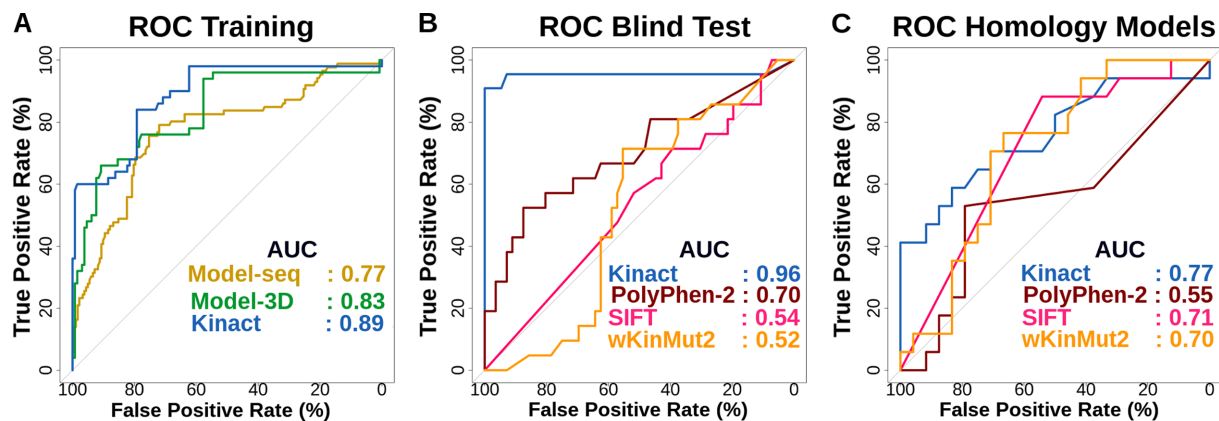 A
ROC Training
True Positive Rate (%)
100
80
60
40
20
0
AUC
Model-seq : 0.77
Model-3D : 0.83
Kinact : 0.89
100 80 60 40 20 0
False Positive Rate (%)
B
ROC Blind Test
True Positive Rate (%)
100
80
60
40
20
0
AUC
Kinact : 0.96
PolyPhen-2 : 0.70
SIFT : 0.54
wKinMut2 : 0.52
100 80 60 40 20 0
False Positive Rate (%)
C
ROC Homology Models
True Positive Rate (%)
100
80
60
40
20
0
AUC
Kinact : 0.77
PolyPhen-2 : 0.55
SIFT : 0.71
wKinMut2 : 0.70
100 80 60 40 20 0
False Positive Rate (%)